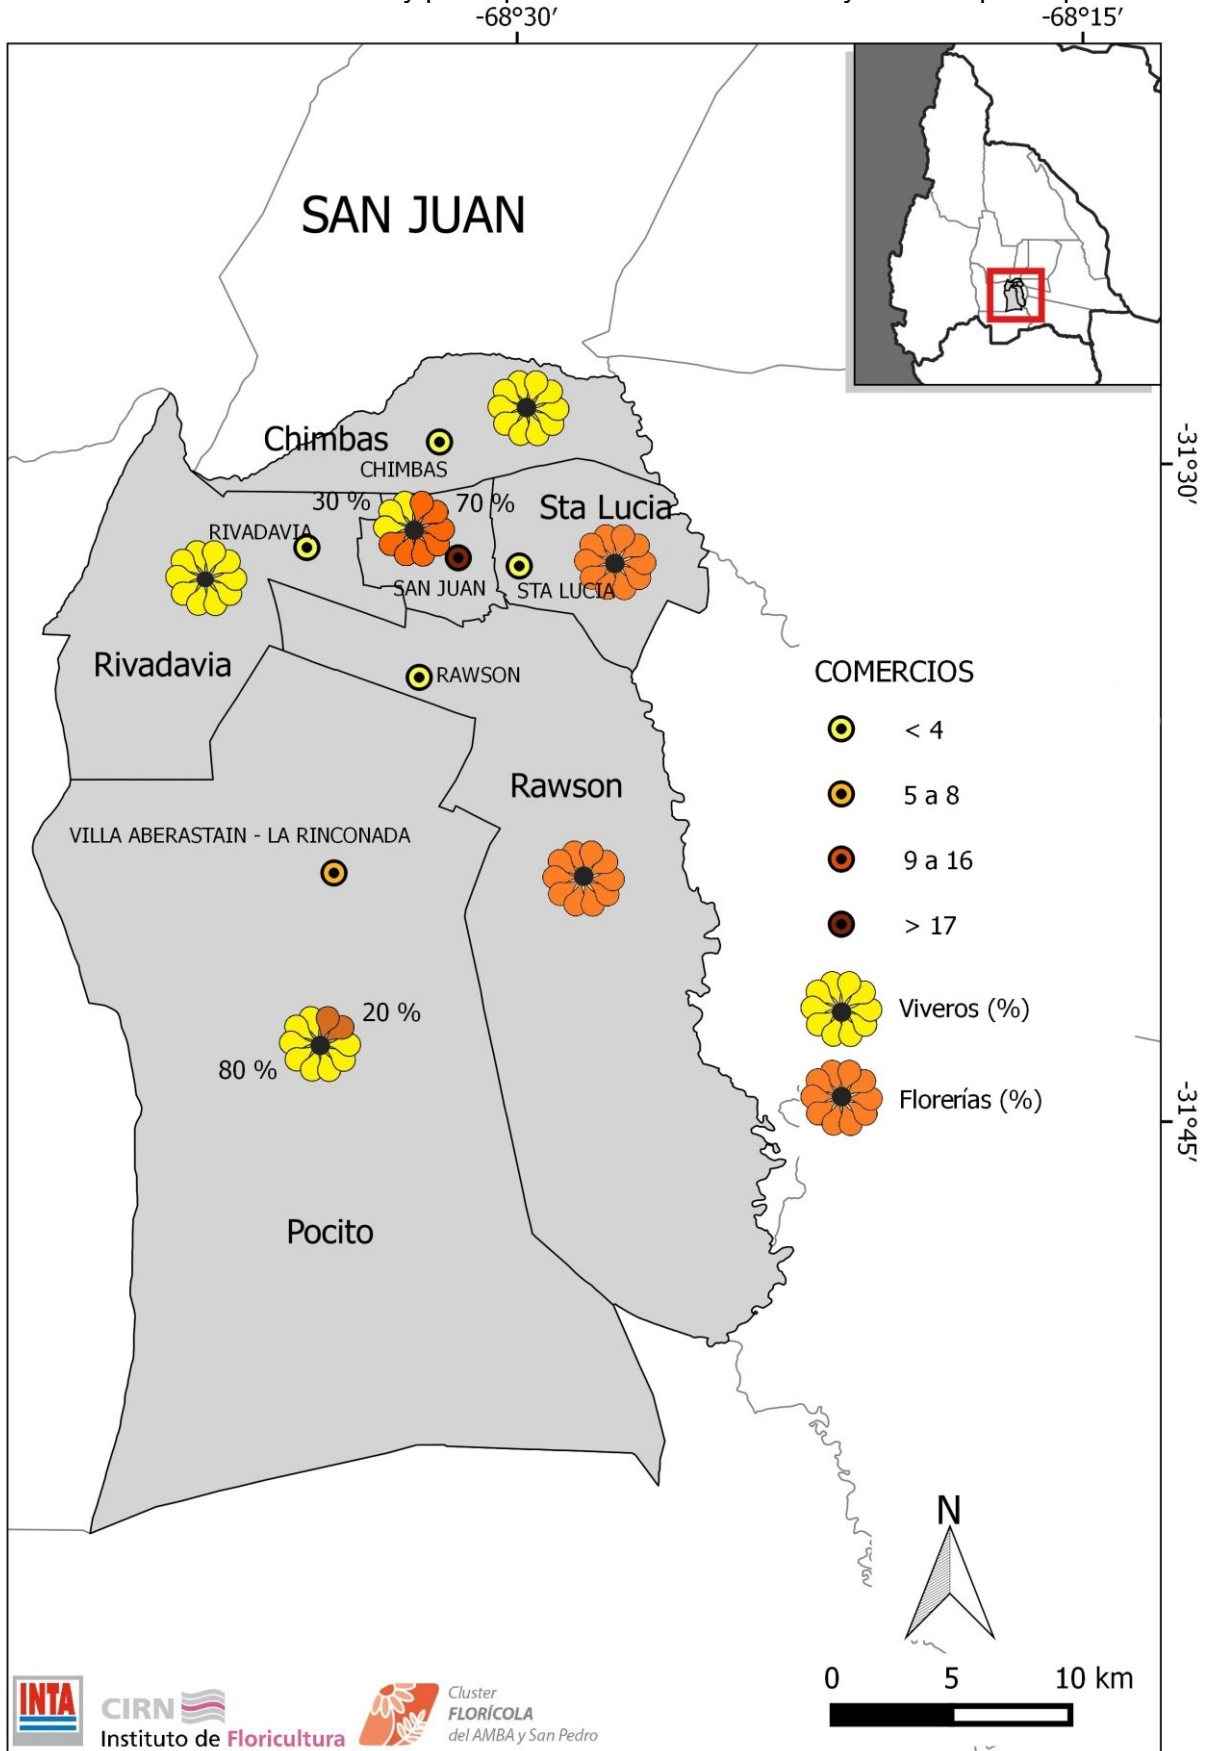 -68°30′
-68°15′
SAN JUAN
-31°30′
Chimbas
CHIMBAS
30 %
70 %
Sta Lucia
RIVADAVIA
SAN JUAN
STA LUCIA
Rivadavia
RAWSON
COMERCIOS
< 4
Rawson
5 a 8
VILLA ABERASTAIN - LA RINCONADA
9 a 16
> 17
20 %
80 %
Viveros (%)
Florerías (%)
-31°45′
Pocito
N
0 5 10 km
INTA
CIRN
Instituto de Floricultura
Cluster
FLORÍCOLA
del AMBA y San Pedro